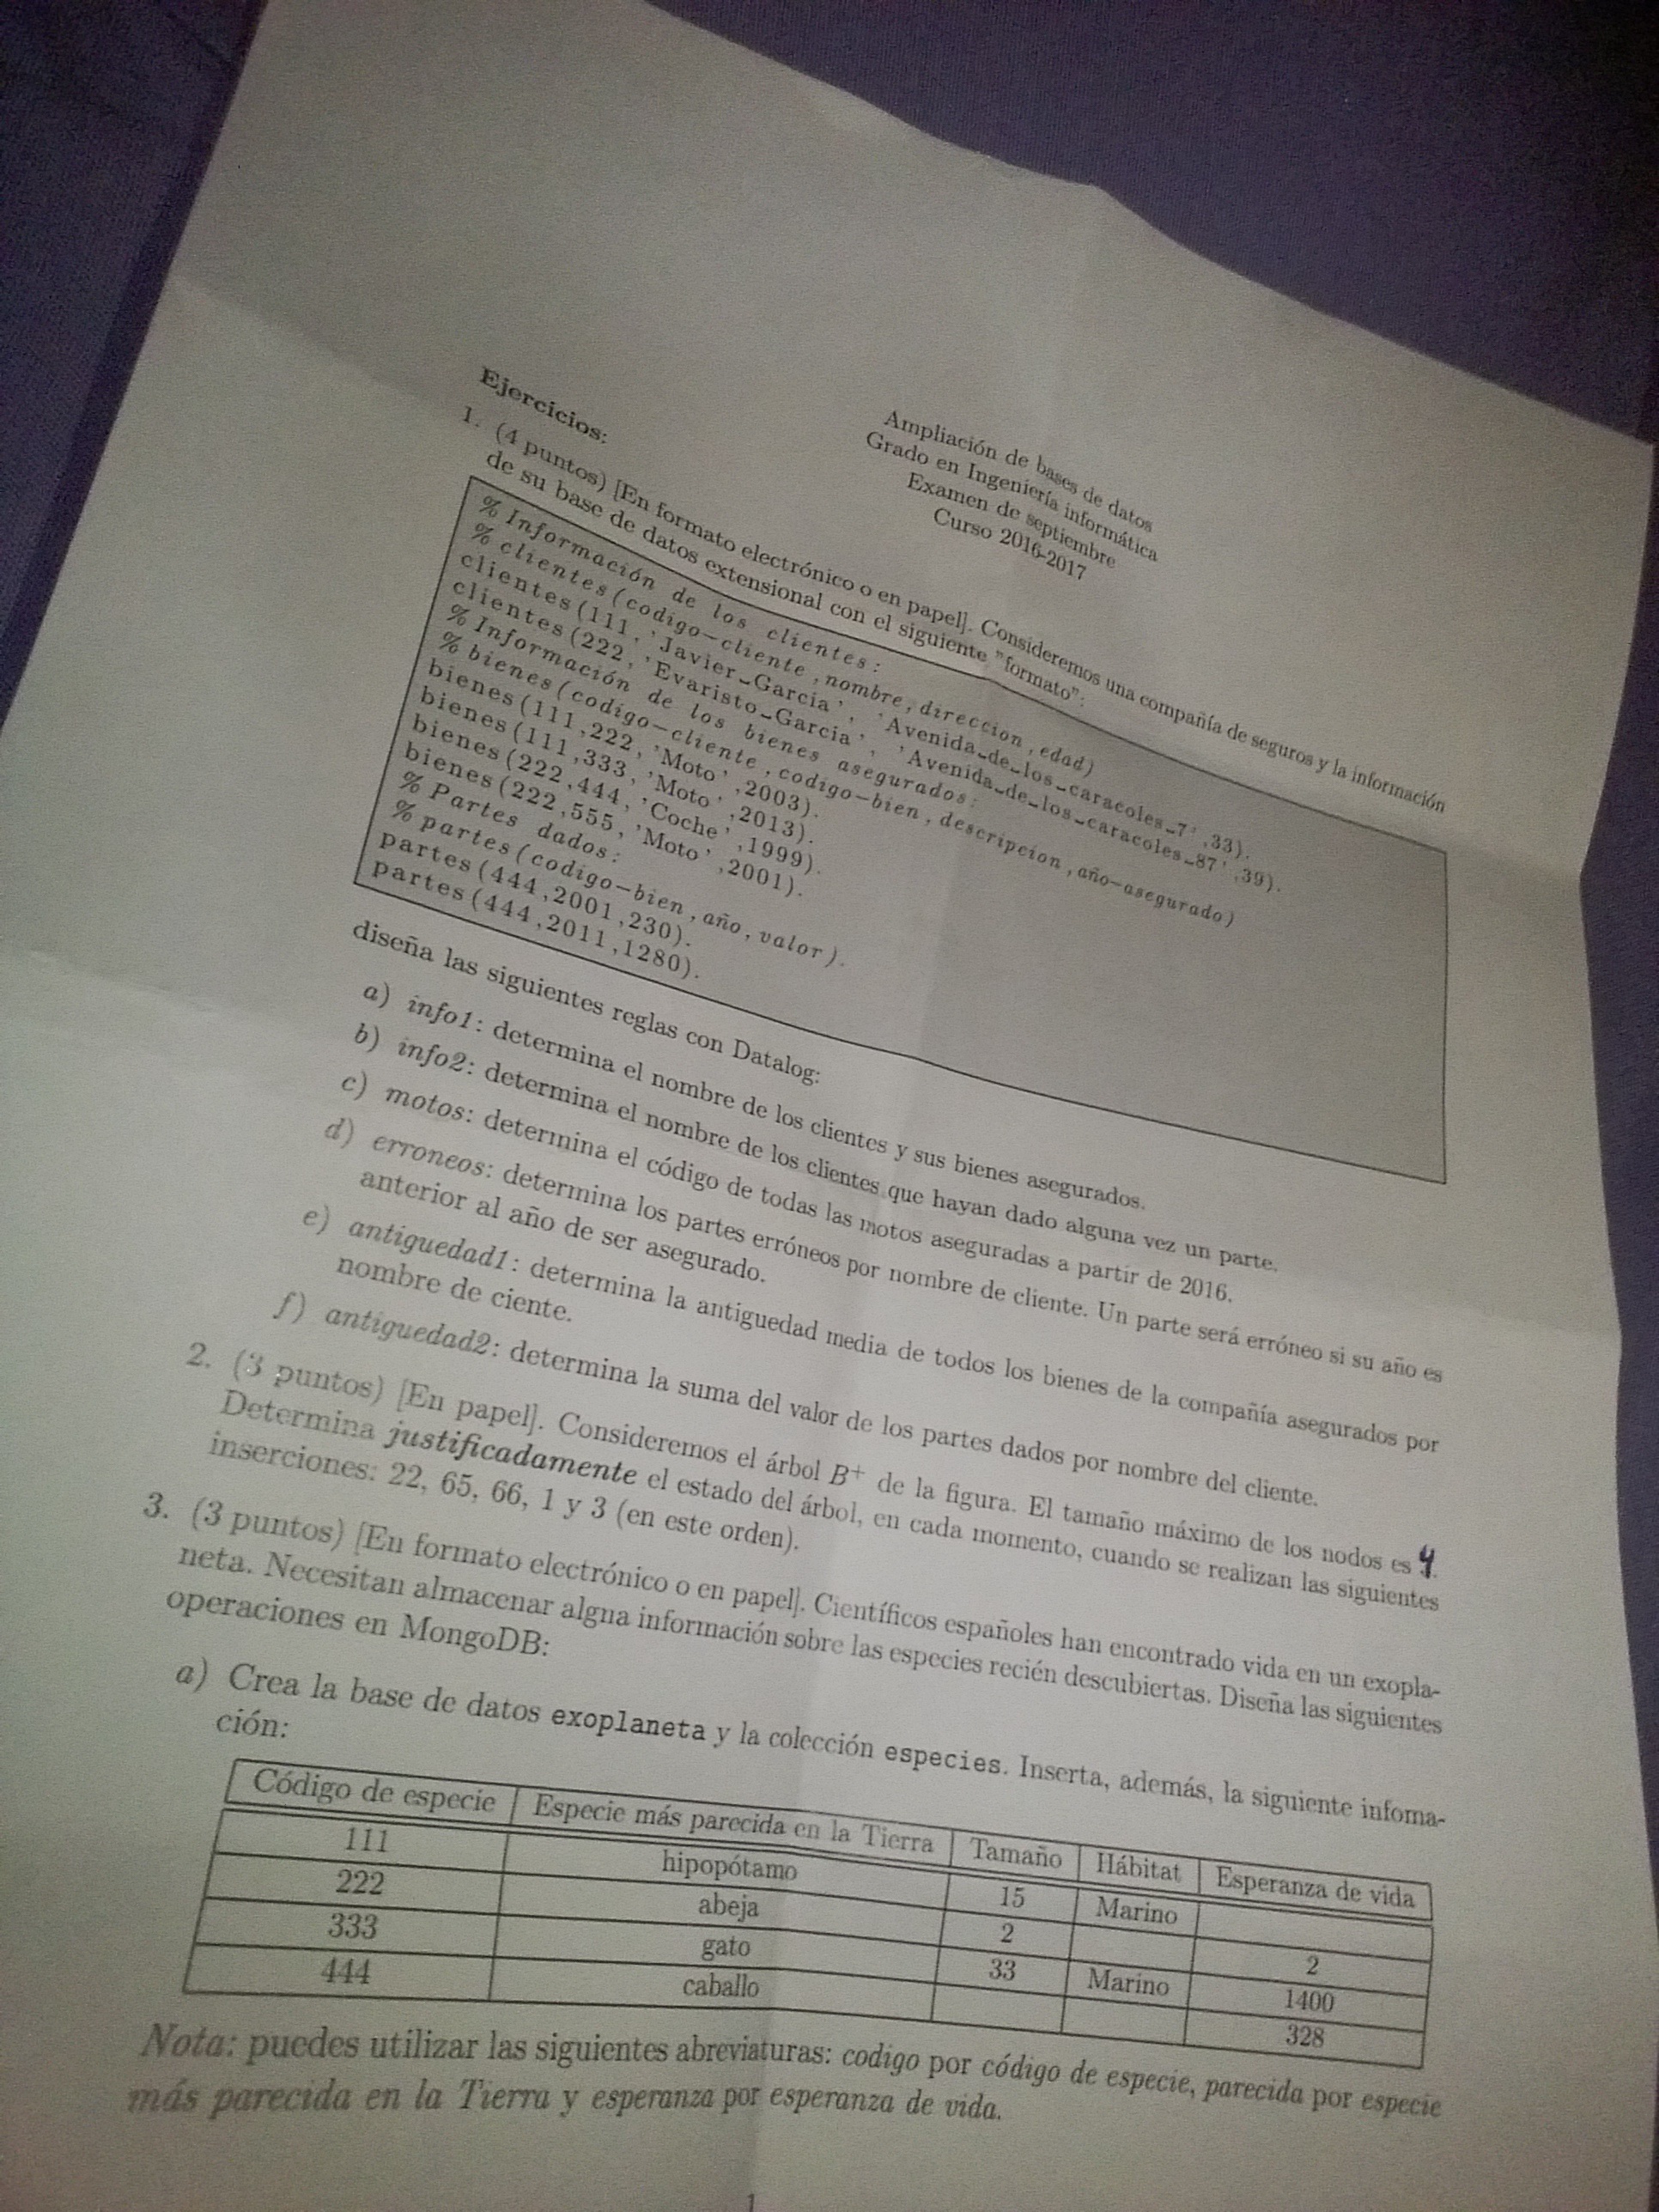 Ampliación de bases de datos
Grado en Ingeniería informática
Examen de septiembre
Curso 2016-2017
Ejercicios:
1. (4 puntos) [En formato electrónico o en papel]. Consideremos una compañía de seguros y la información
de su base de datos extensional con el siguiente "formato":
% Información de los clientes:
% clientes(codigo-cliente,nombre,direccion,edad)
clientes(111,'Javier_Garcia','Avenida_de_los_caracoles_7',33).
clientes(222,'Evaristo_Garcia','Avenida_de_los_caracoles_87',39).
% Información de los bienes asegurados:
% bienes(codigo-cliente,codigo-bien,descripcion,año-asegurado)
bienes(111,222,'Moto',2003).
bienes(111,333,'Moto',2013).
bienes(222,444,'Coche',1999).
bienes(222,555,'Moto',2001).
% Partes dados:
% partes(codigo-bien,año,valor).
partes(444,2001,230).
partes(444,2011,1280).
diseña las siguientes reglas con Datalog:
a) info1: determina el nombre de los clientes y sus bienes asegurados.
b) info2: determina el nombre de los clientes que hayan dado alguna vez un parte.
c) motos: determina el código de todas las motos aseguradas a partir de 2016.
d) erroneos: determina los partes erróneos por nombre de cliente. Un parte será erróneo si su año es
anterior al año de ser asegurado.
e) antiguedad1: determina la antiguedad media de todos los bienes de la compañía asegurados por
nombre de ciente.
f) antiguedad2: determina la suma del valor de los partes dados por nombre del cliente.
2. (3 puntos) [En papel]. Consideremos el árbol B+ de la figura. El tamaño máximo de los nodos es 4.
Determina justificadamente el estado del árbol, en cada momento, cuando se realizan las siguientes
inserciones: 22, 65, 66, 1 y 3 (en este orden).
3. (3 puntos) [En formato electrónico o en papel]. Científicos españoles han encontrado vida en un exopla-
neta. Necesitan almacenar algna información sobre las especies recién descubiertas. Diseña las siguientes
operaciones en MongoDB:
a) Crea la base de datos exoplaneta y la colección especies. Inserta, además, la siguiente infoma-
ción:
Código de especie Especie más parecida en la Tierra Tamaño Hábitat Esperanza de vida
111 hipopótamo 15 Marino
222 abeja 2 2
333 gato 33 Marino 1400
444 caballo 328
Nota: puedes utilizar las siguientes abreviaturas: codigo por código de especie, parecida por especie
más parecida en la Tierra y esperanza por esperanza de vida.
1